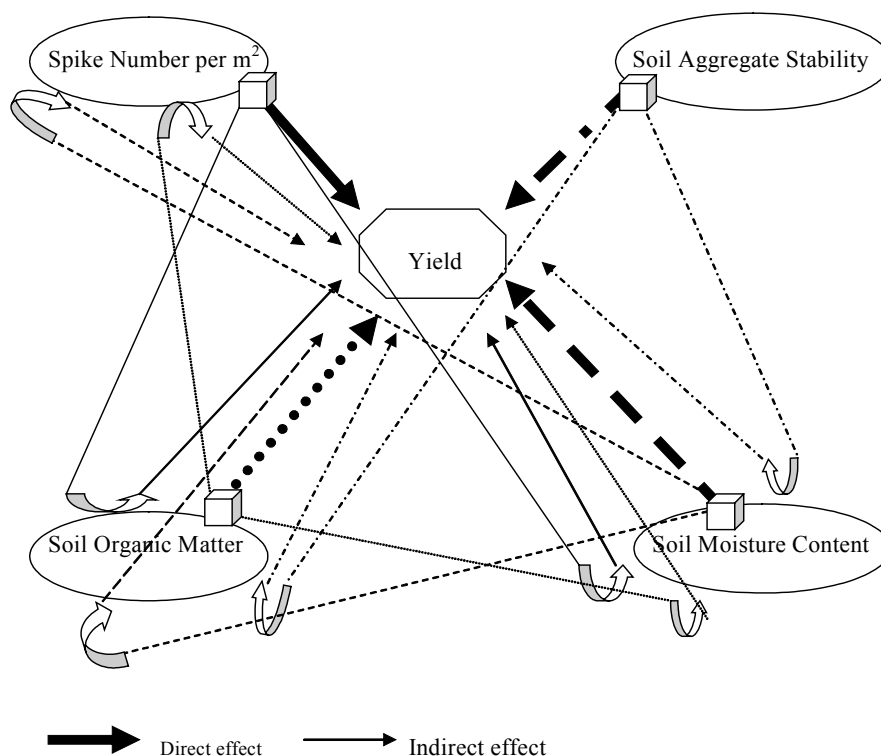 Spike Number per m²
Soil Aggregate Stability
Yield
Soil Organic Matter
Soil Moisture Content
Direct effect
Indirect effect